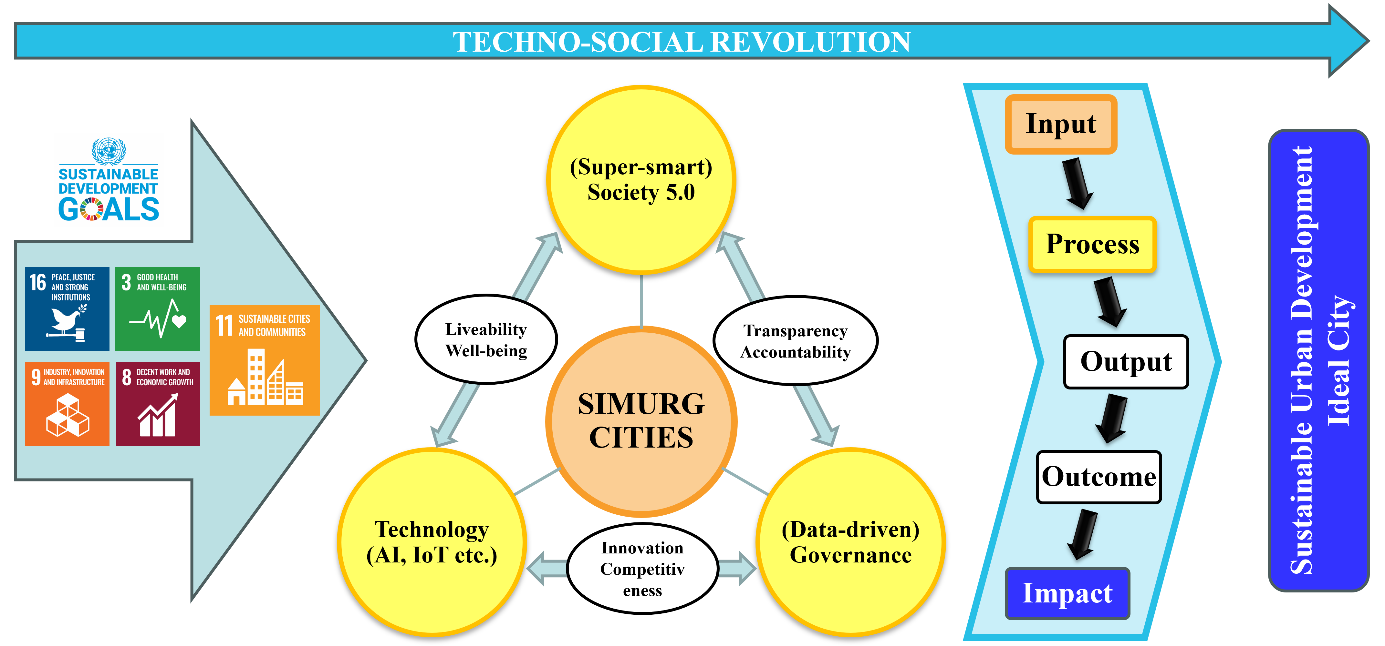 TECHNO-SOCIAL REVOLUTION
SUSTAINABLE
DEVELOPMENT
GOALS
16 PEACE, JUSTICE
AND STRONG
INSTITUTIONS
3 GOOD HEALTH
AND WELL-BEING
9 INDUSTRY, INNOVATION
AND INFRASTRUCTURE
8 DECENT WORK AND
ECONOMIC GROWTH
11 SUSTAINABLE CITIES
AND COMMUNITIES
(Super-smart)
Society 5.0
Liveability
Well-being
Transparency
Accountability
SIMURG
CITIES
Technology
(AI, IoT etc.)
Innovation
Competitiv
eness
(Data-driven)
Governance
Input
Process
Output
Outcome
Impact
Sustainable Urban Development
Ideal City